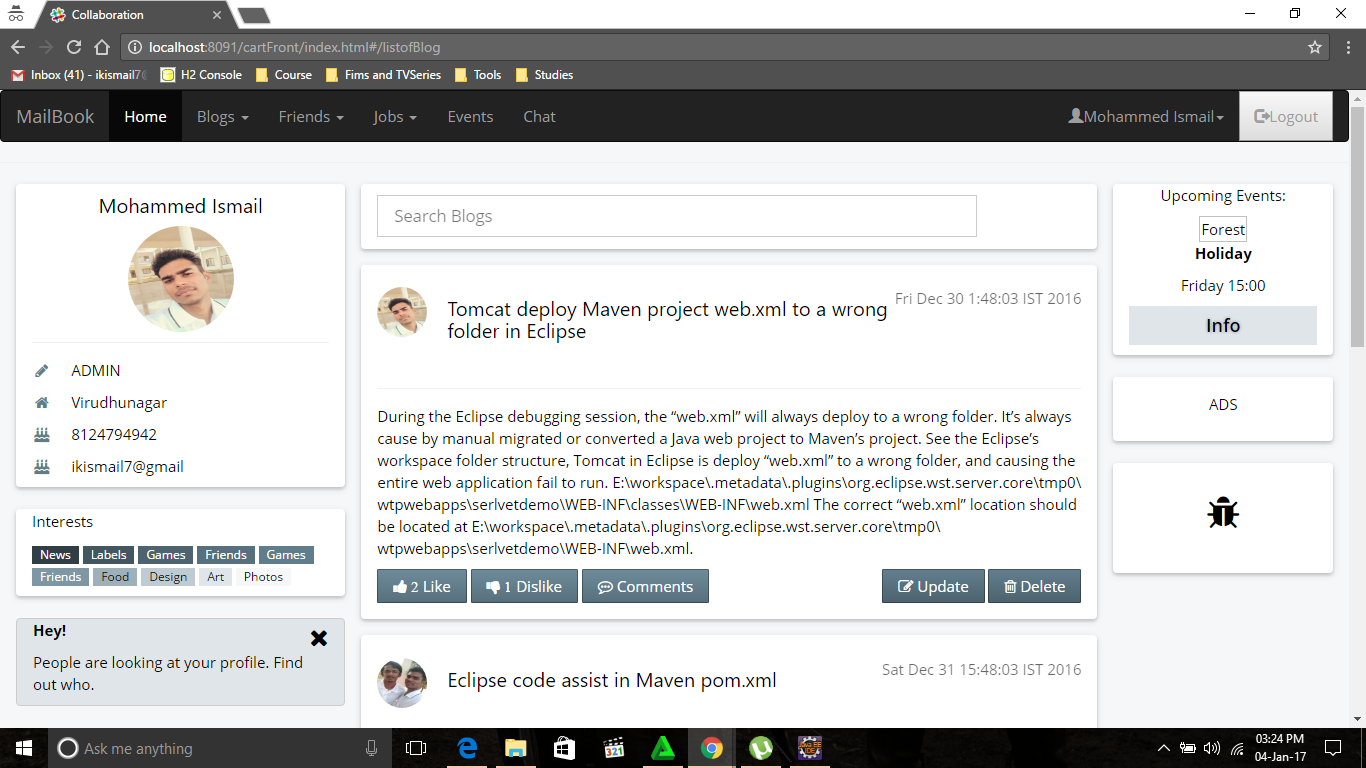 Collaboration
localhost:8091/cartFront/index.html#/listofBlog
Inbox (41) - ikismail7@ H2 Console Course Fims and TVSeries Tools Studies
MailBook Home Blogs Friends Jobs Events Chat Mohammed Ismail Logout
Mohammed Ismail
ADMIN
Virudhunagar
8124794942
ikismail7@gmail
Interests
News Labels Games Friends Games
Friends Food Design Art Photos
Hey!
People are looking at your profile. Find
out who.
Search Blogs
Tomcat deploy Maven project web.xml to a wrong
folder in Eclipse
Fri Dec 30 1:48:03 IST 2016
During the Eclipse debugging session, the “web.xml” will always deploy to a wrong folder. It’s always
cause by manual migrated or converted a Java web project to Maven’s project. See the Eclipse’s
workspace folder structure, Tomcat in Eclipse is deploy “web.xml” to a wrong folder, and causing the
entire web application fail to run. E:\workspace\.metadata\.plugins\org.eclipse.wst.server.core\tmp0\
wtpwebapps\serlvetdemo\WEB-INF\classes\WEB-INF\web.xml The correct “web.xml” location should
be located at E:\workspace\.metadata\.plugins\org.eclipse.wst.server.core\tmp0\
wtpwebapps\serlvetdemo\WEB-INF\web.xml.
2 Like 1 Dislike Comments Update Delete
Eclipse code assist in Maven pom.xml
Sat Dec 31 15:48:03 IST 2016
Upcoming Events:
Forest
Holiday
Friday 15:00
Info
ADS
Ask me anything
321
03:24 PM
04-Jan-17